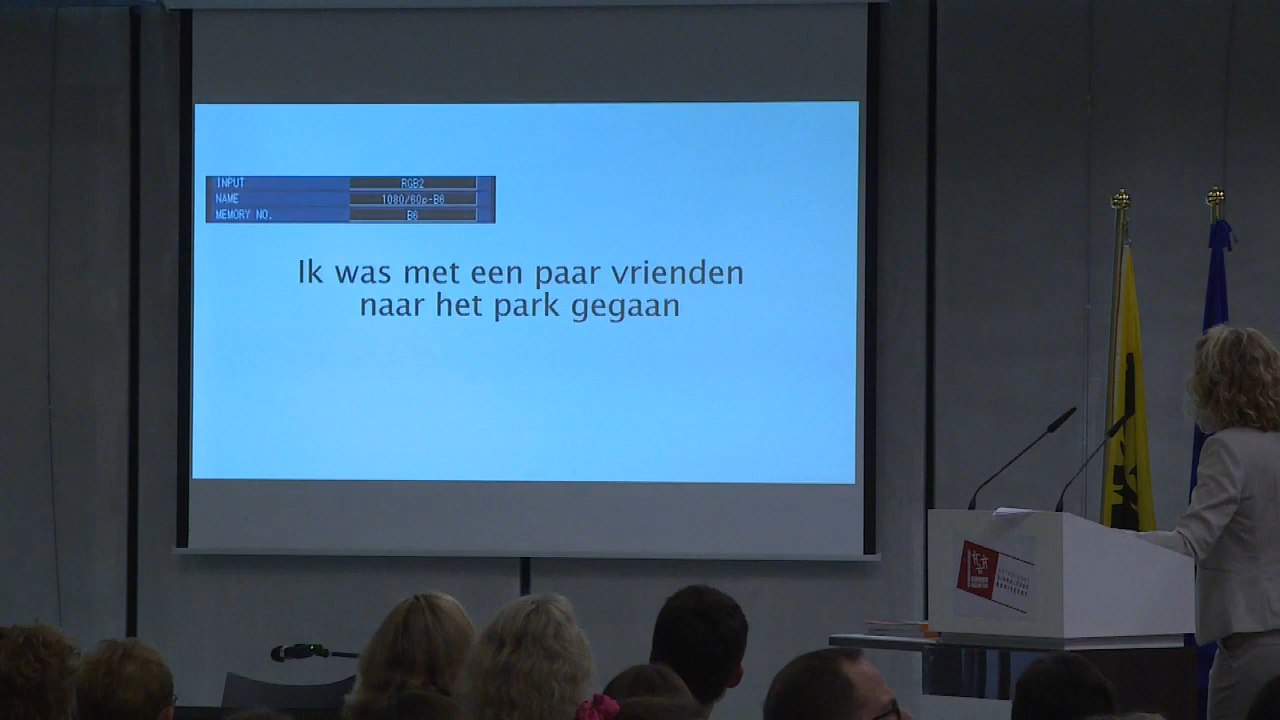 INPUT RGB2
NAME 1080/60p-B6
MEMORY NO. B6
Ik was met een paar vrienden
naar het park gegaan